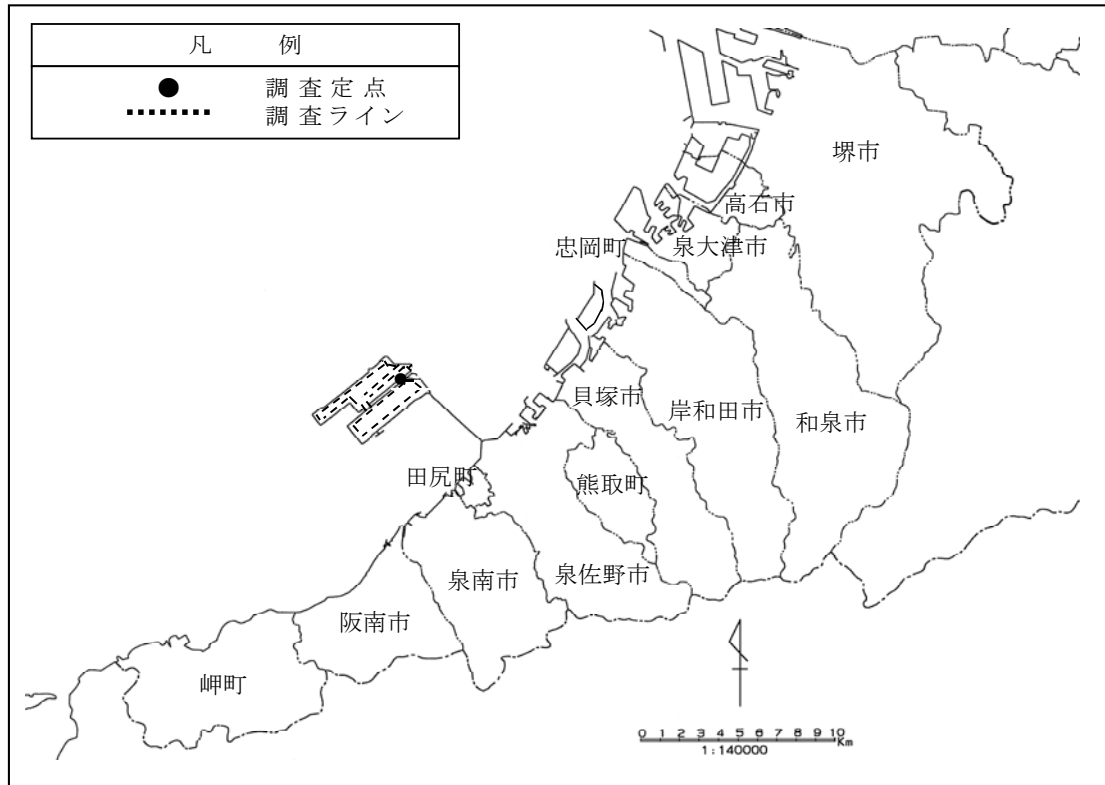 凡 例
調査定点
調査ライン
堺市
高石市
泉大津市
忠岡町
貝塚市
岸和田市
和泉市
田尻町
熊取町
泉南市
泉佐野市
阪南市
岬町
0 1 2 3 4 5 6 7 8 9 10
Km
1:140000